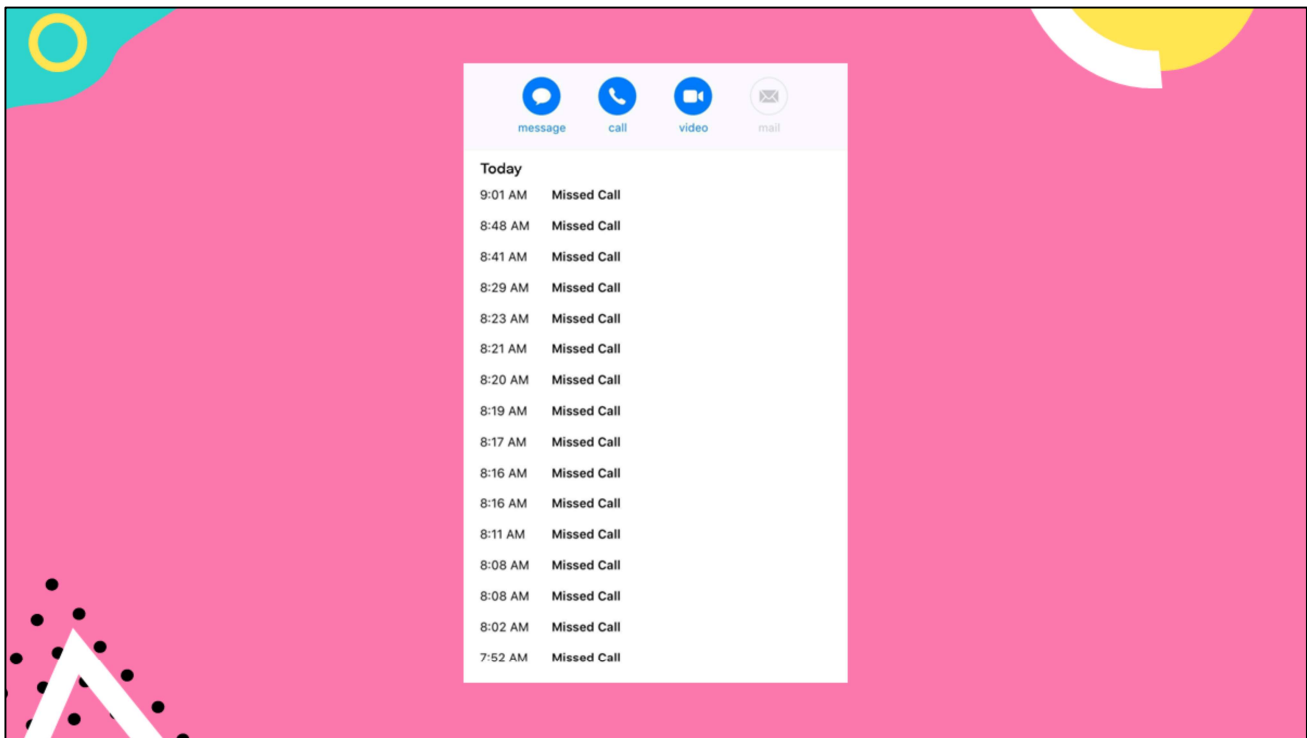 message call video mail
Today
9:01 AM Missed Call
8:48 AM Missed Call
8:41 AM Missed Call
8:29 AM Missed Call
8:23 AM Missed Call
8:21 AM Missed Call
8:20 AM Missed Call
8:19 AM Missed Call
8:17 AM Missed Call
8:16 AM Missed Call
8:16 AM Missed Call
8:11 AM Missed Call
8:08 AM Missed Call
8:08 AM Missed Call
8:02 AM Missed Call
7:52 AM Missed Call